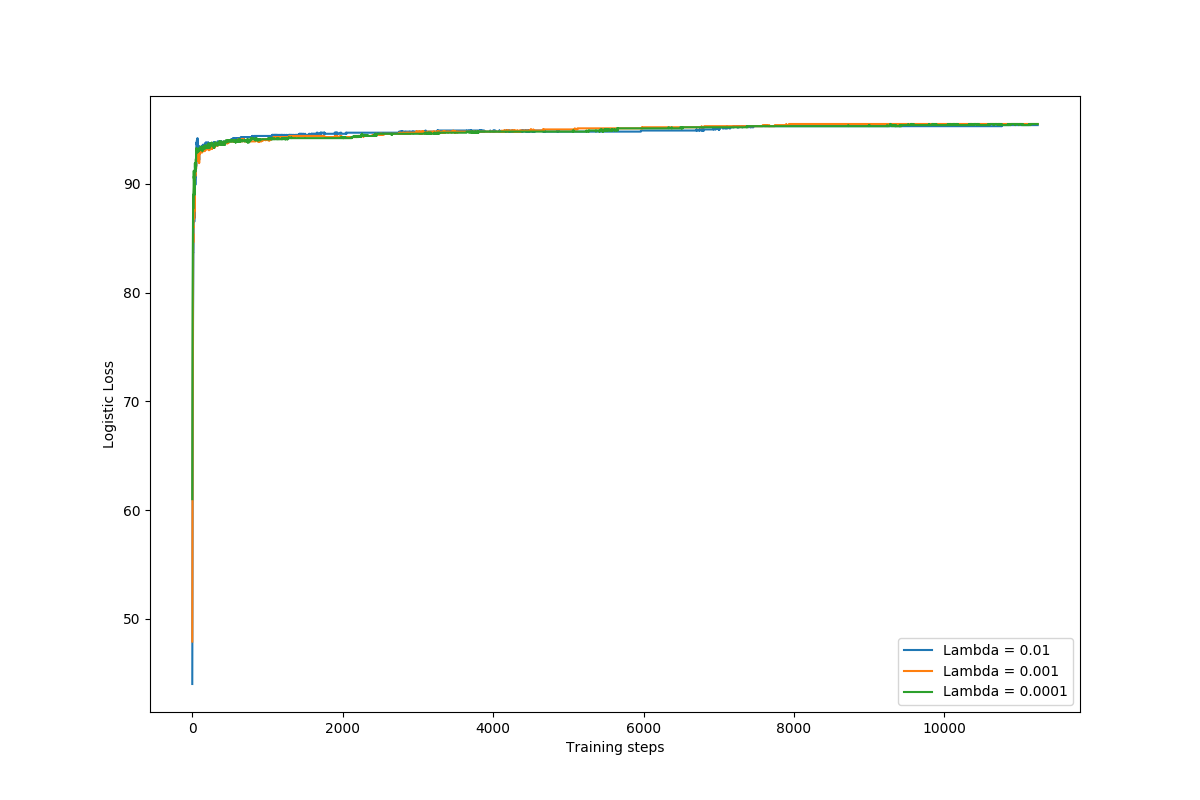 90
80
70
60
50
Logistic Loss
0
2000
4000
6000
8000
10000
Training steps
Lambda = 0.01
Lambda = 0.001
Lambda = 0.0001